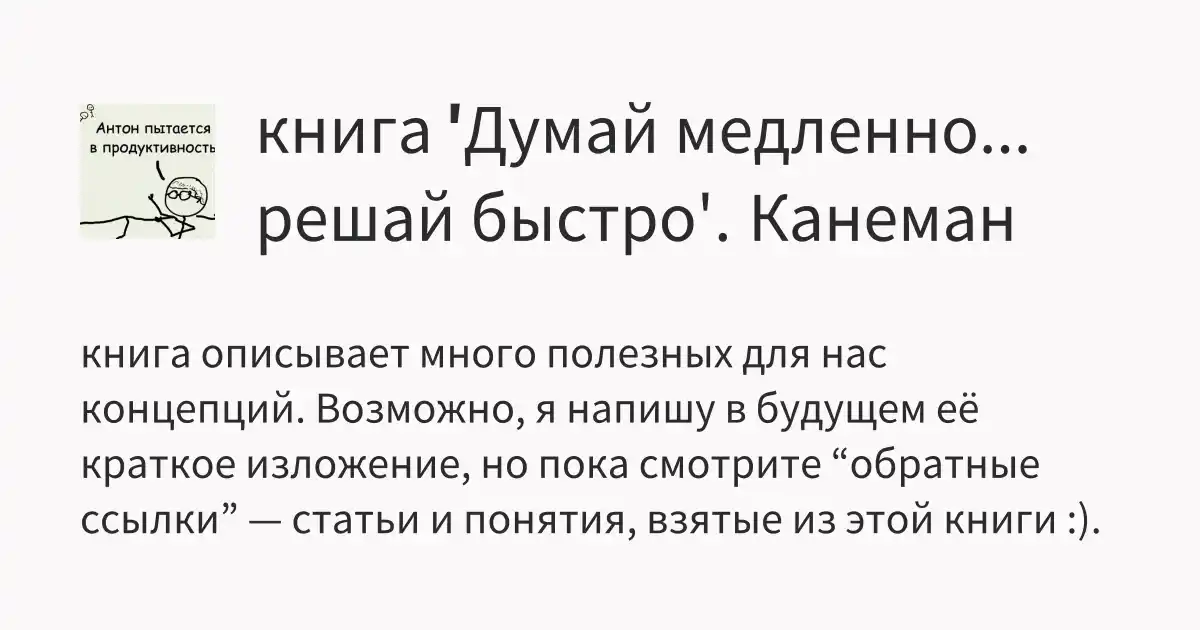 Антон пытается
в продуктивность
книга 'Думай медленно...
решай быстро'. Канеман
книга описывает много полезных для нас
концепций. Возможно, я напишу в будущем её
краткое изложение, но пока смотрите “обратные
ссылки” — статьи и понятия, взятые из этой книги :).